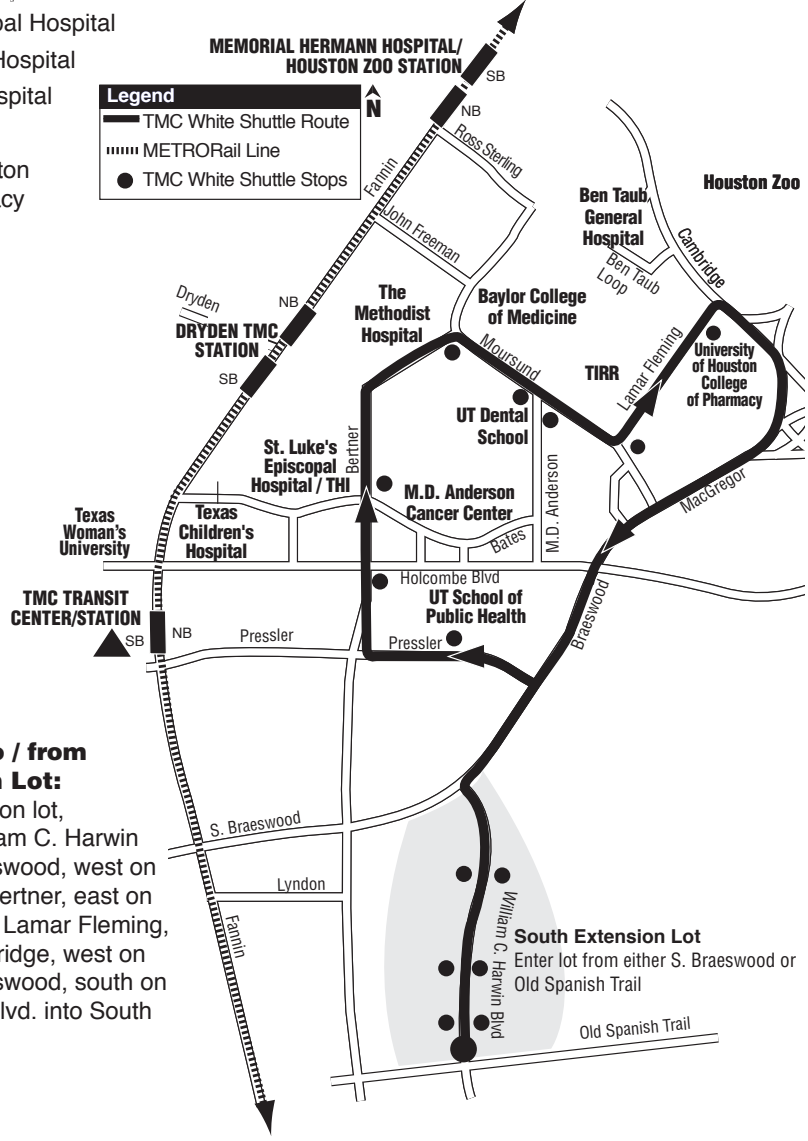 pal Hospital
Hospital
spital
ton
cy
MEMORIAL HERMANN HOSPITAL/
HOUSTON ZOO STATION
SB
NB
Legend
TMC White Shuttle Route
METRORail Line
TMC White Shuttle Stops
N
Fannin
Ross Sterling
John Freeman
Houston Zoo
Ben Taub
General
Hospital
Cambridge
Ben Taub
Loop
Dryden
NB
DRYDEN TMC
STATION
SB
The
Methodist
Hospital
Baylor College
of Medicine
Moursund
TIRR
Lamar Fleming
University
of Houston
College
of Pharmacy
UT Dental
School
St. Luke's
Episcopal
Hospital / THI
Bertner
M.D. Anderson
Cancer Center
M.D. Anderson
MacGregor
Texas
Woman's
University
Texas
Children's
Hospital
Bates
Holcombe Blvd
UT School of
Public Health
Braeswood
TMC TRANSIT
CENTER/STATION
SB
NB
Pressler
Pressler
o / from
n Lot:
on lot,
am C. Harwin
swood, west on
ertner, east on
Lamar Fleming,
ridge, west on
swood, south on
lvd. into South
S. Braeswood
Lyndon
Fannin
William C. Harwin Blvd
South Extension Lot
Enter lot from either S. Braeswood or
Old Spanish Trail
Old Spanish Trail